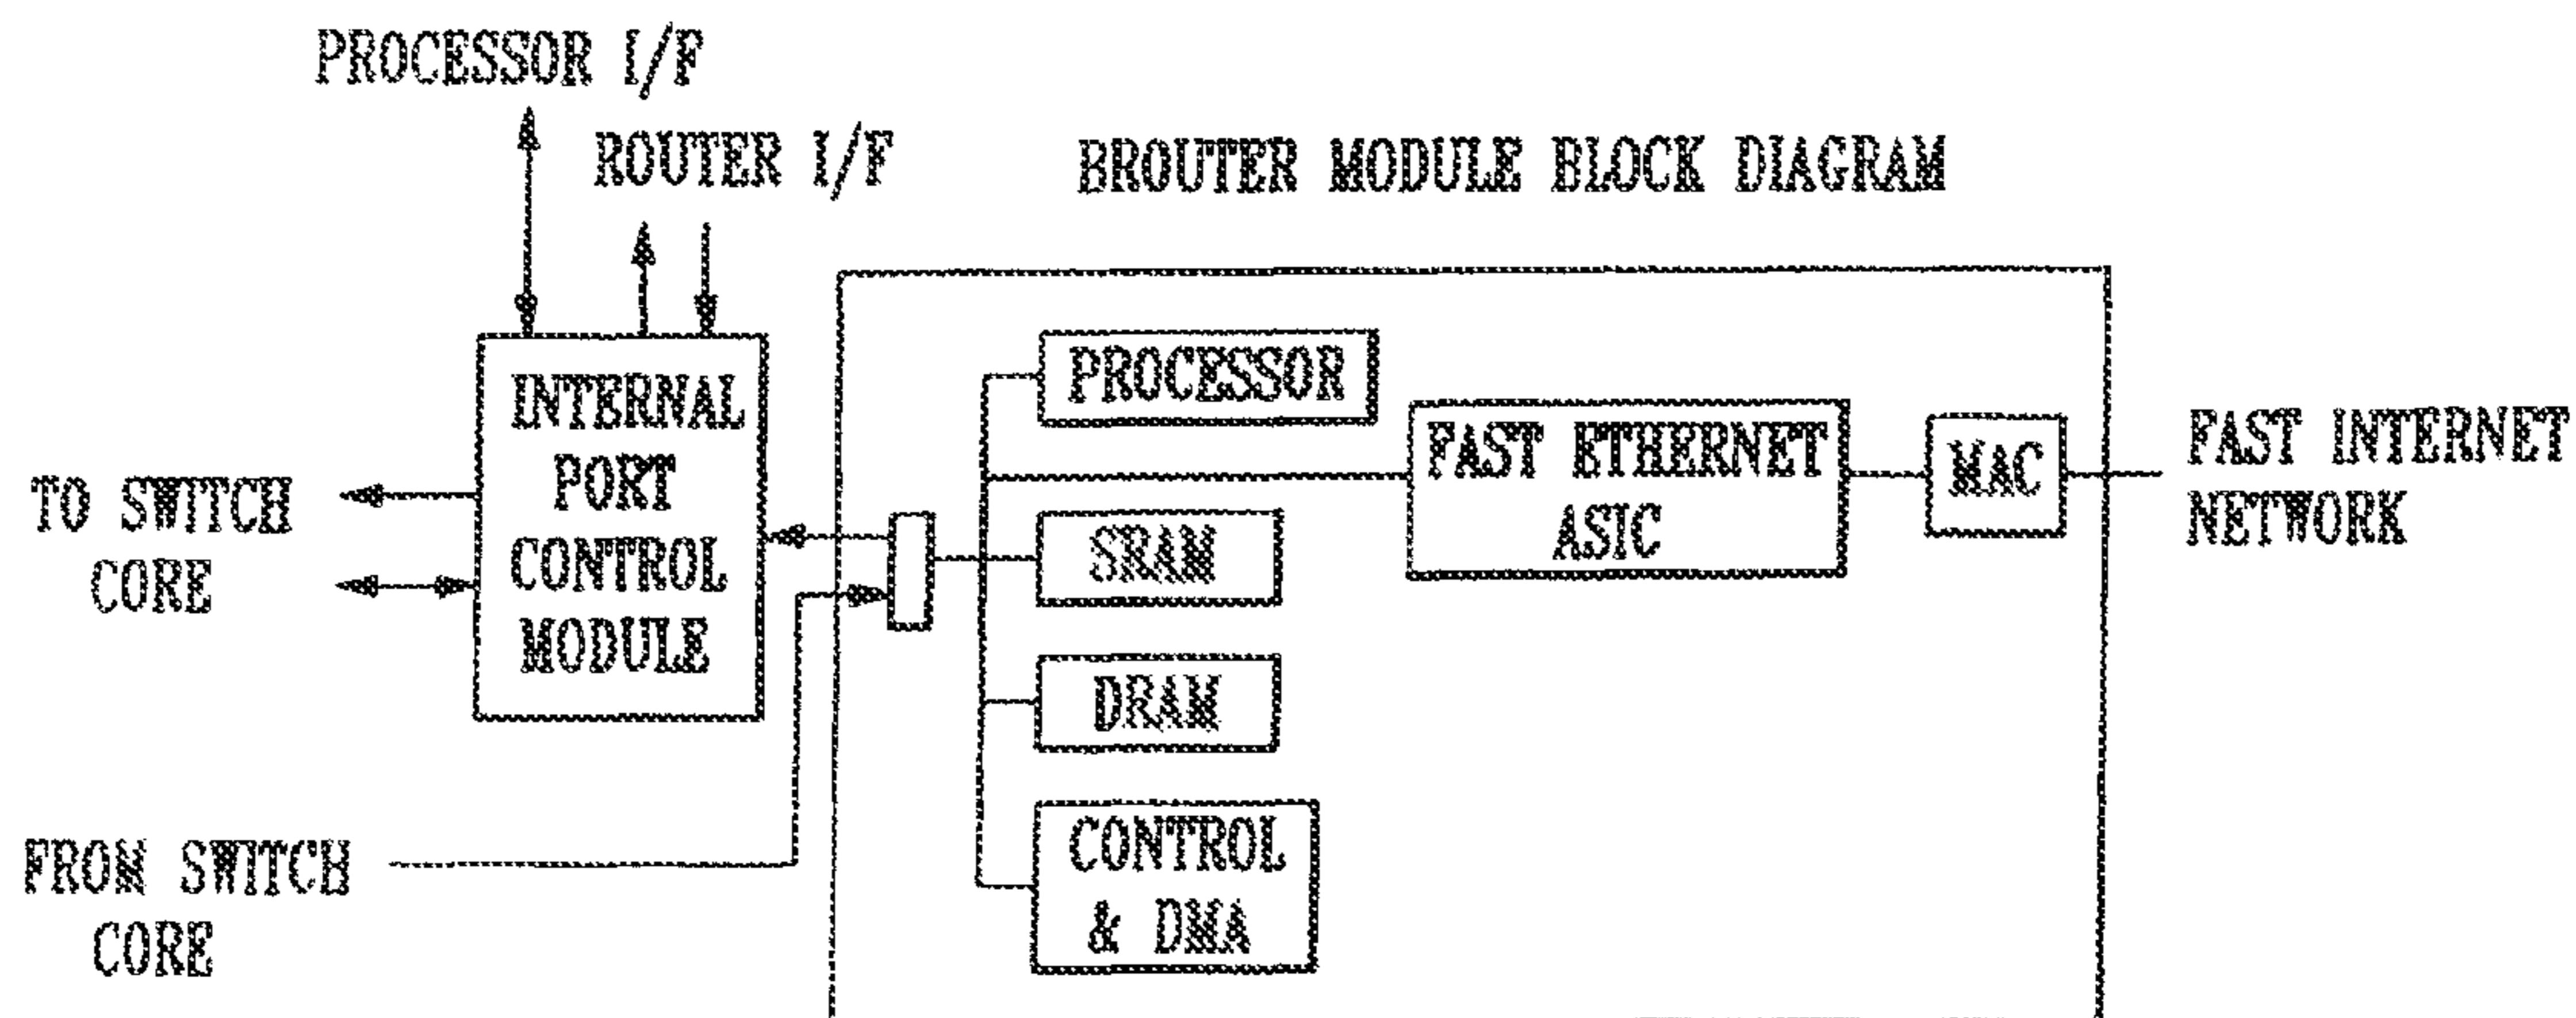 PROCESSOR I/F
ROUTER I/F
BROUTER MODULE BLOCK DIAGRAM
INTERNAL
PORT
CONTROL
MODULE
TO SWITCH
CORE
FROM SWITCH
CORE
PROCESSOR
SRAM
DRAM
CONTROL
& DMA
FAST ETHERNET
ASIC
MAC
FAST INTERNET
NETWORK